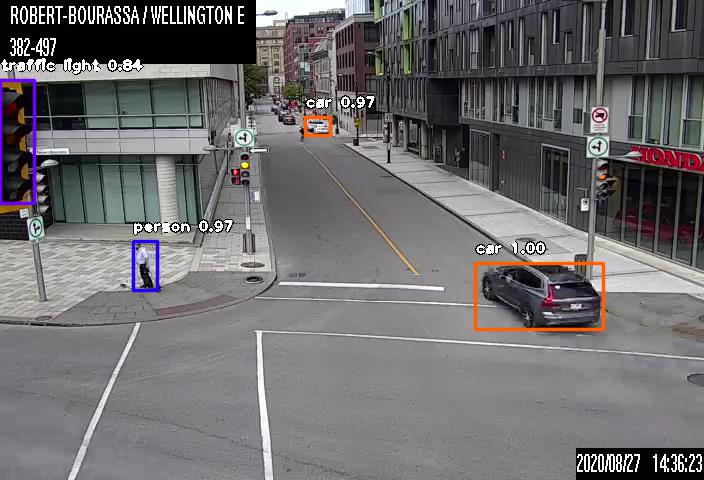 ROBERT-BOURASSA / WELLINGTON E
382-497
traffic light 0.84
car 0.97
person 0.97
car 1.00
HONDA
2020/08/27 14:36:23